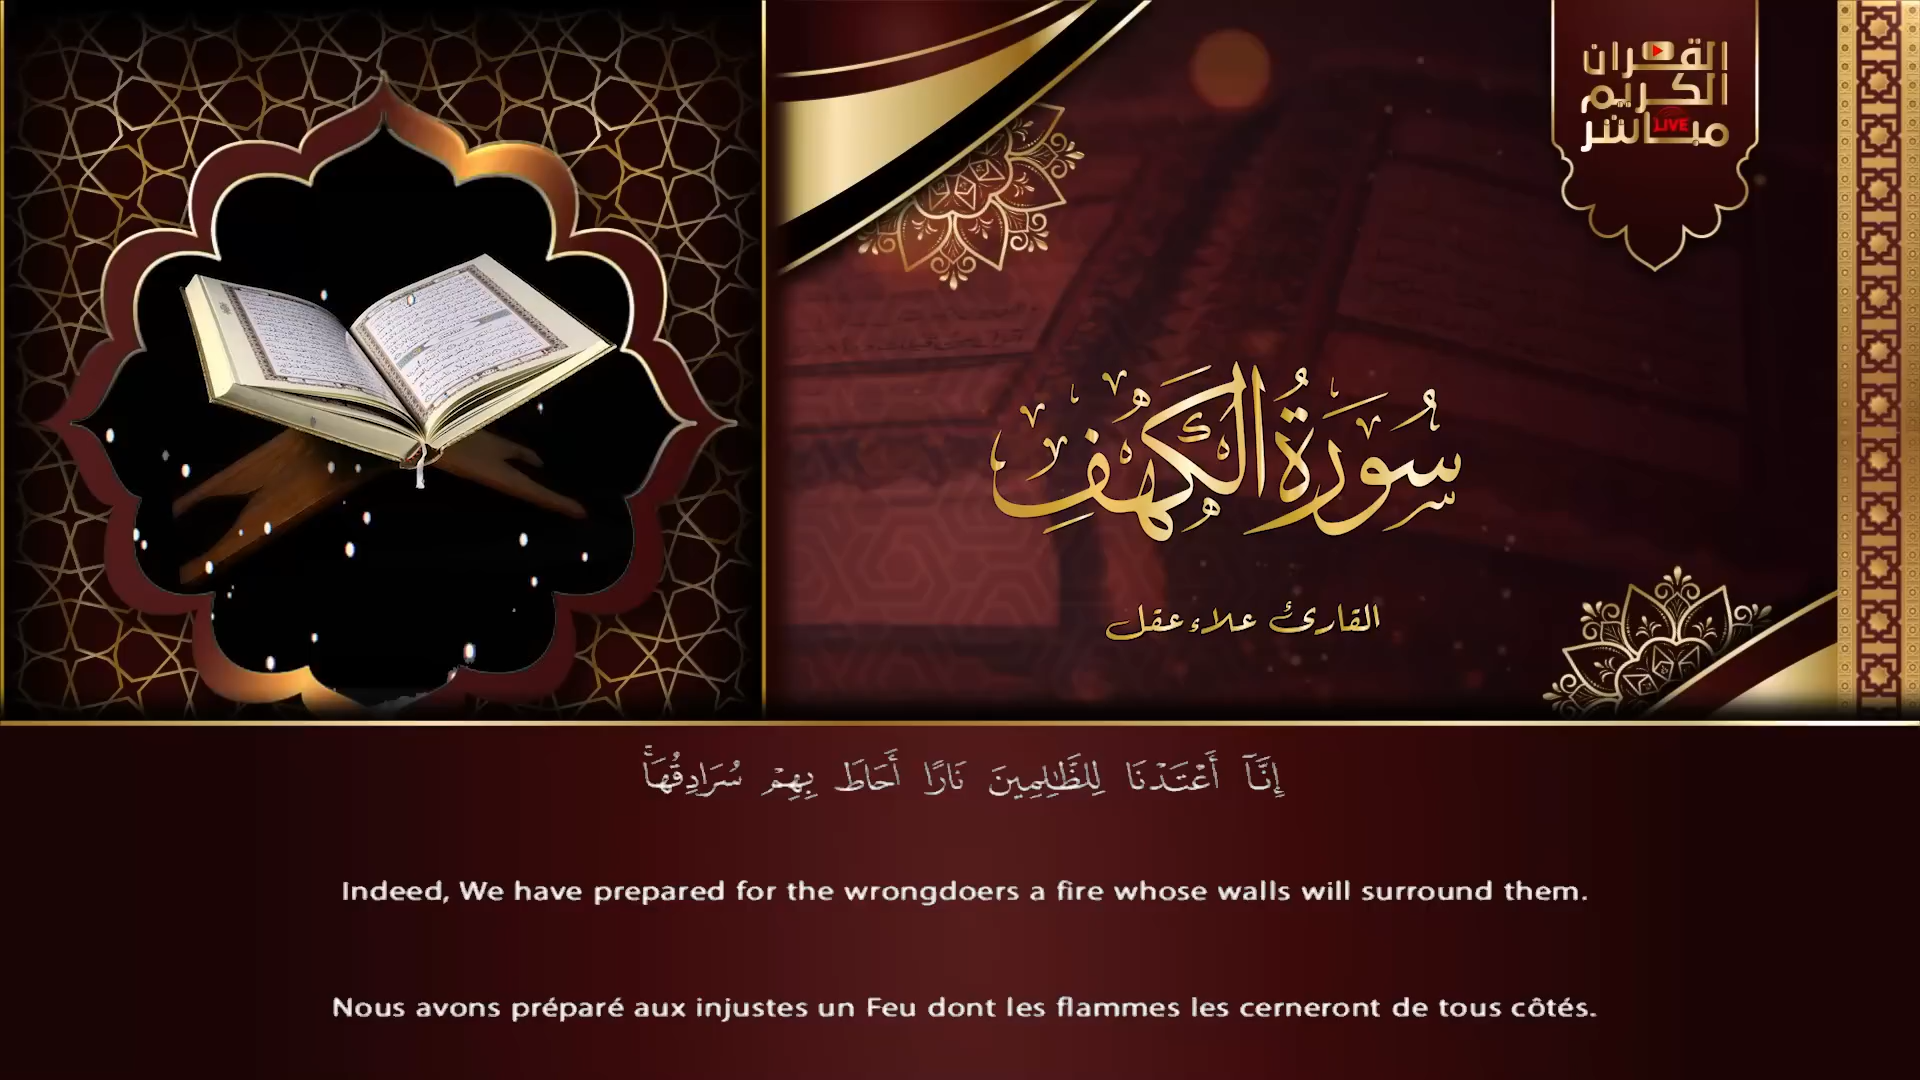 القرآن
الكريم
مباشر
LIVE
سُورَةُ الكَهْفِ
القارئ علاء عقل
إِنَّآ أَعْتَدْنَا لِلظَّٰلِمِينَ نَارًا أَحَاطَ بِهِمْ سُرَادِقُهَاۚ
Indeed, We have prepared for the wrongdoers a fire whose walls will surround them.
Nous avons préparé aux injustes un Feu dont les flammes les cerneront de tous côtés.